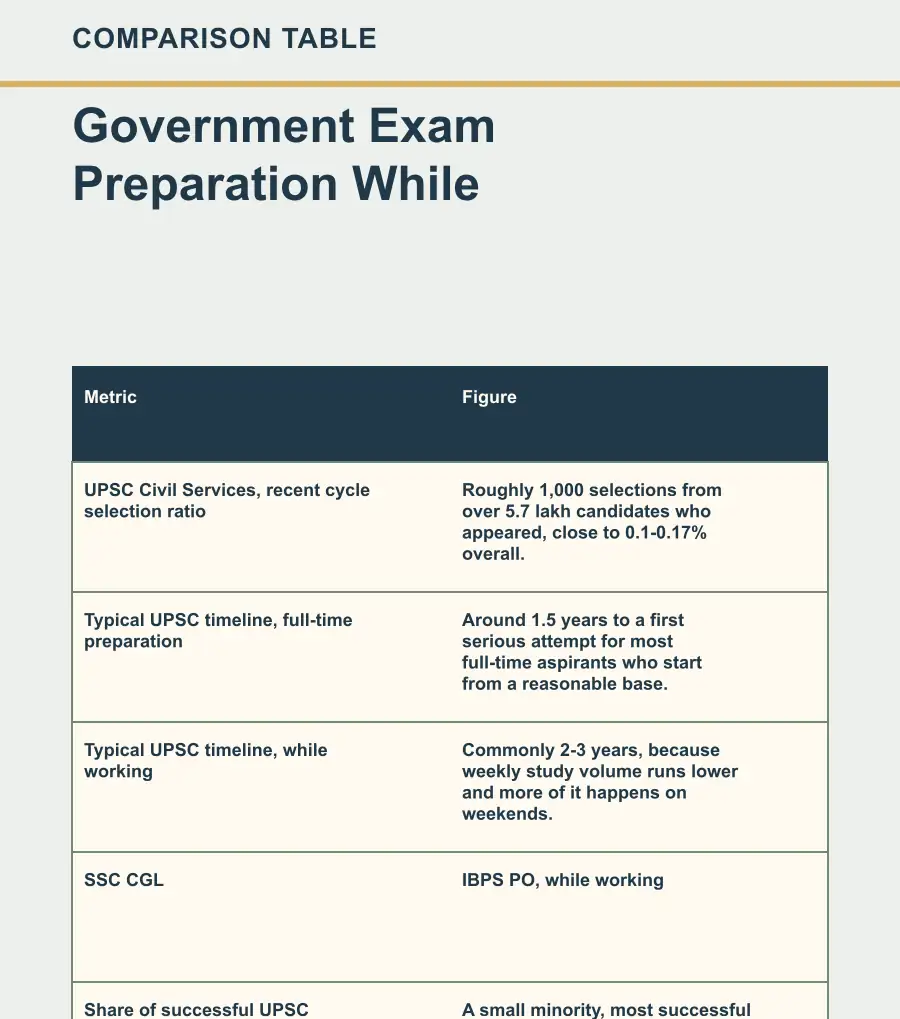 COMPARISON TABLE
Government Exam
Preparation While
Metric
Figure
UPSC Civil Services, recent cycle
selection ratio
Roughly 1,000 selections from
over 5.7 lakh candidates who
appeared, close to 0.1-0.17%
overall.
Typical UPSC timeline, full-time
preparation
Around 1.5 years to a first
serious attempt for most
full-time aspirants who start
from a reasonable base.
Typical UPSC timeline, while
working
Commonly 2-3 years, because
weekly study volume runs lower
and more of it happens on
weekends.
SSC CGL
IBPS PO, while working
Share of successful UPSC
A small minority, most successful